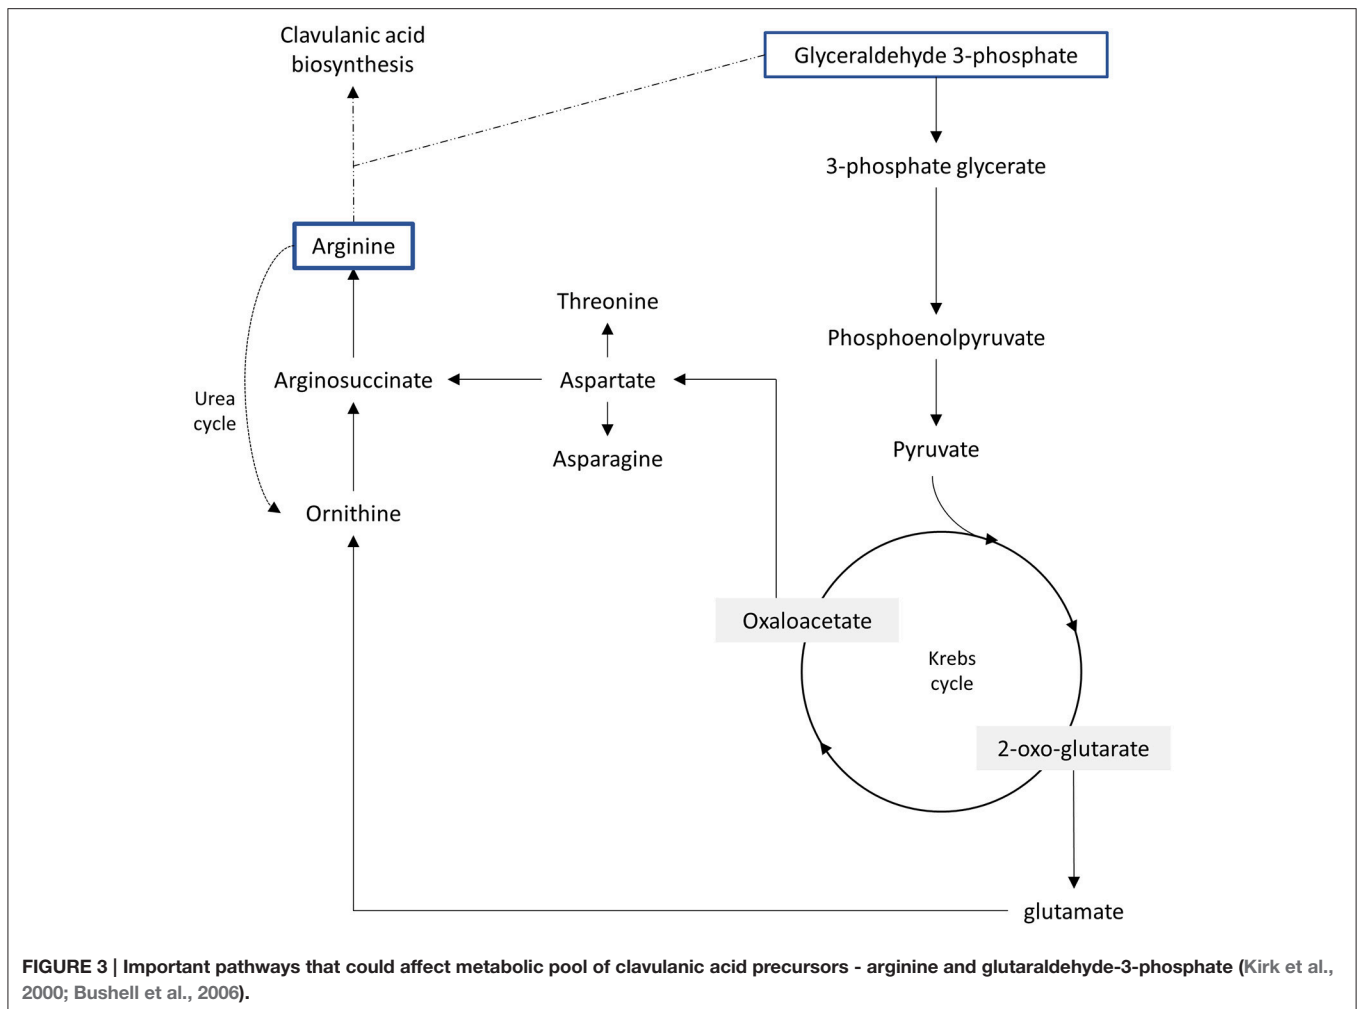 Clavulanic acid
biosynthesis
Glyceraldehyde 3-phosphate
3-phosphate glycerate
Arginine
Threonine
Phosphoenolpyruvate
Arginosuccinate
Aspartate
Urea
cycle
Pyruvate
Asparagine
Ornithine
Oxaloacetate
Krebs
cycle
2-oxo-glutarate
glutamate
FIGURE 3 | Important pathways that could affect metabolic pool of clavulanic acid precursors - arginine and glutaraldehyde-3-phosphate (Kirk et al.,
2000; Bushell et al., 2006).